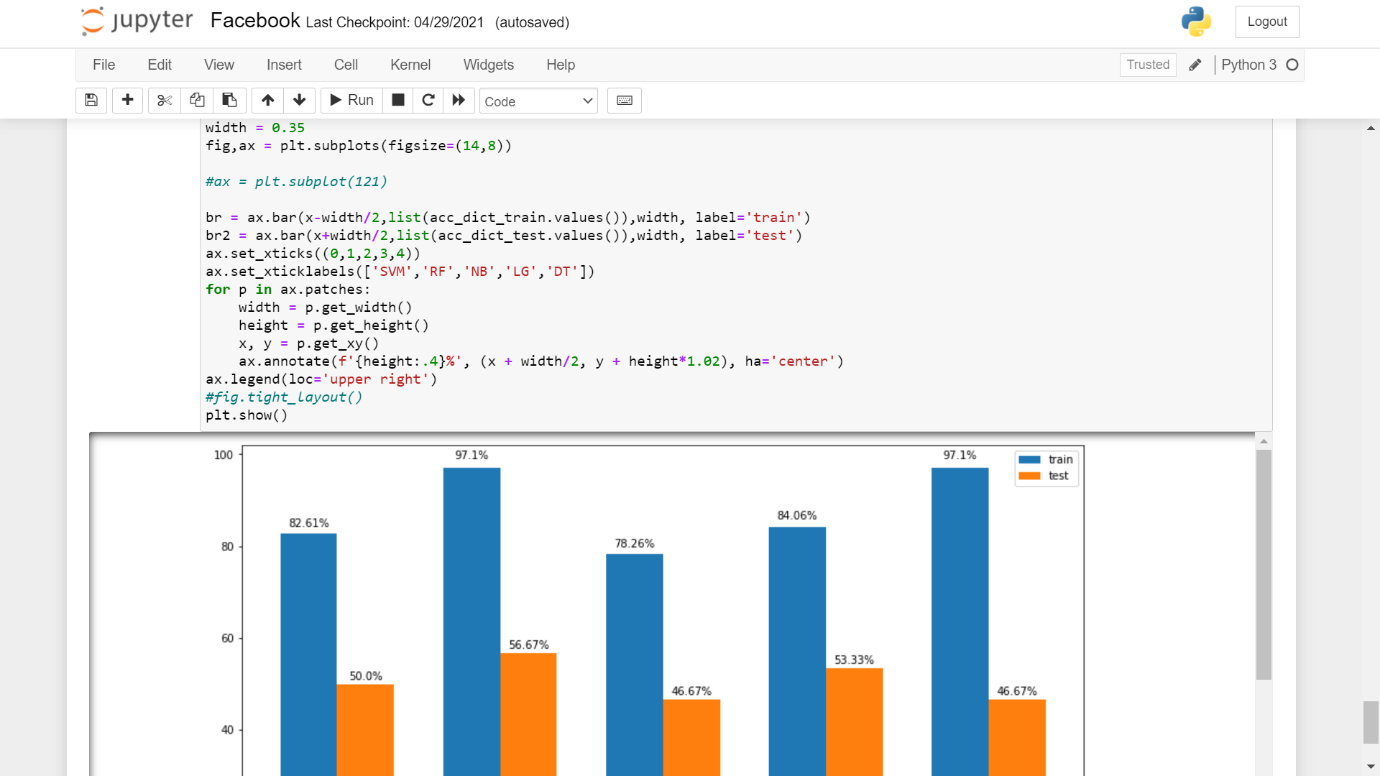 jupyter Facebook Last Checkpoint: 04/29/2021 (autosaved) Logout
File Edit View Insert Cell Kernel Widgets Help Trusted Python 3
Run Code
width = 0.35
fig,ax = plt.subplots(figsize=(14,8))
#ax = plt.subplot(121)
br = ax.bar(x-width/2,list(acc_dict_train.values()),width, label='train')
br2 = ax.bar(x+width/2,list(acc_dict_test.values()),width, label='test')
ax.set_xticks((0,1,2,3,4))
ax.set_xticklabels(['SVM','RF','NB','LG','DT'])
for p in ax.patches:
    width = p.get_width()
    height = p.get_height()
    x, y = p.get_xy()
    ax.annotate(f'{height:.4}%', (x + width/2, y + height*1.02), ha='center')
ax.legend(loc='upper right')
#fig.tight_layout()
plt.show()
100 97.1% 97.1% train
test
82.61% 84.06%
80 78.26%
60 56.67%
50.0% 53.33%
46.67% 46.67%
40